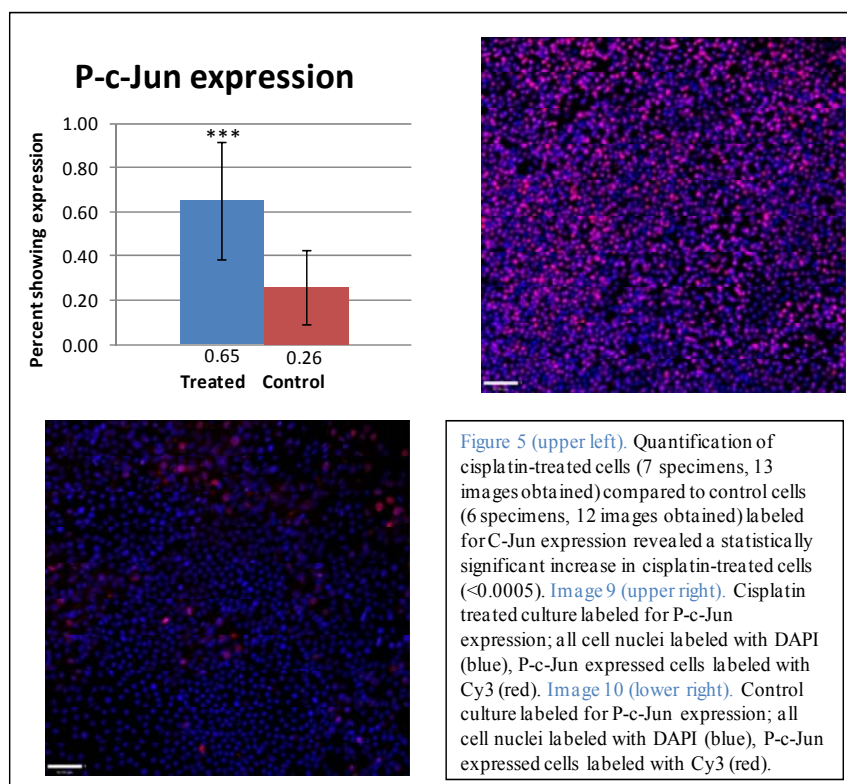 P-c-Jun expression
Percent showing expression
1.00
***
0.80
0.60
0.40
0.20
0.00
0.65 0.26
Treated Control
Figure 5 (upper left). Quantification of
cisplatin-treated cells (7 specimens, 13
images obtained) compared to control cells
(6 specimens, 12 images obtained) labeled
for C-Jun expression revealed a statistically
significant increase in cisplatin-treated cells
(<0.0005). Image 9 (upper right). Cisplatin
treated culture labeled for P-c-Jun
expression; all cell nuclei labeled with DAPI
(blue), P-c-Jun expressed cells labeled with
Cy3 (red). Image 10 (lower right). Control
culture labeled for P-c-Jun expression; all
cell nuclei labeled with DAPI (blue), P-c-Jun
expressed cells labeled with Cy3 (red).